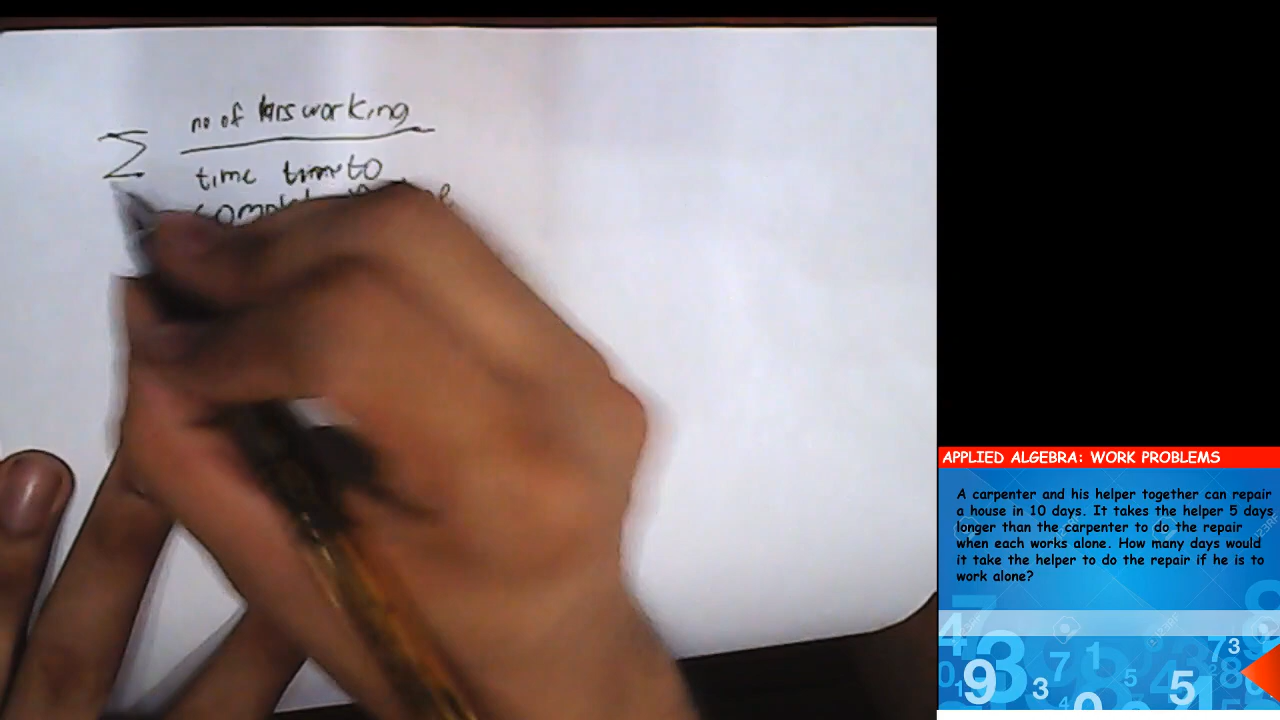 no of hrs working
Σ
time time to
APPLIED ALGEBRA: WORK PROBLEMS
A carpenter and his helper together can repair
a house in 10 days. It takes the helper 5 days
longer than the carpenter to do the repair
when each works alone. How many days would
it take the helper to do the repair if he is to
work alone?